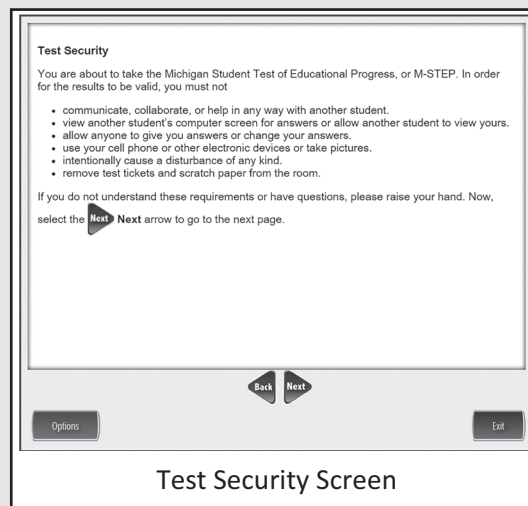 Test Security
You are about to take the Michigan Student Test of Educational Progress, or M-STEP. In order
for the results to be valid, you must not
• communicate, collaborate, or help in any way with another student.
• view another student's computer screen for answers or allow another student to view yours.
• allow anyone to give you answers or change your answers.
• use your cell phone or other electronic devices or take pictures.
• intentionally cause a disturbance of any kind.
• remove test tickets and scratch paper from the room.
If you do not understand these requirements or have questions, please raise your hand. Now,
select the Next Next arrow to go to the next page.
Back Next
Options Exit
Test Security Screen